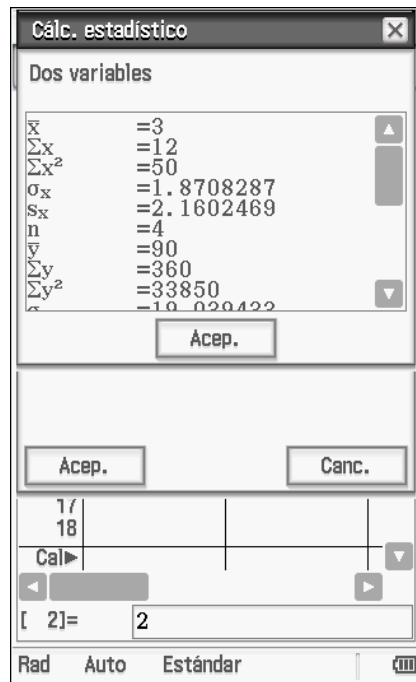 Cálc. estadístico
Dos variables
x̄ =3
Σx =12
Σx² =50
σx =1.8708287
sx =2.1602469
n =4
ȳ =90
Σy =360
Σy² =33850
Acep.
Acep. Canc.
17
18
Cal▶
[ 2]= 2
Rad Auto Estándar